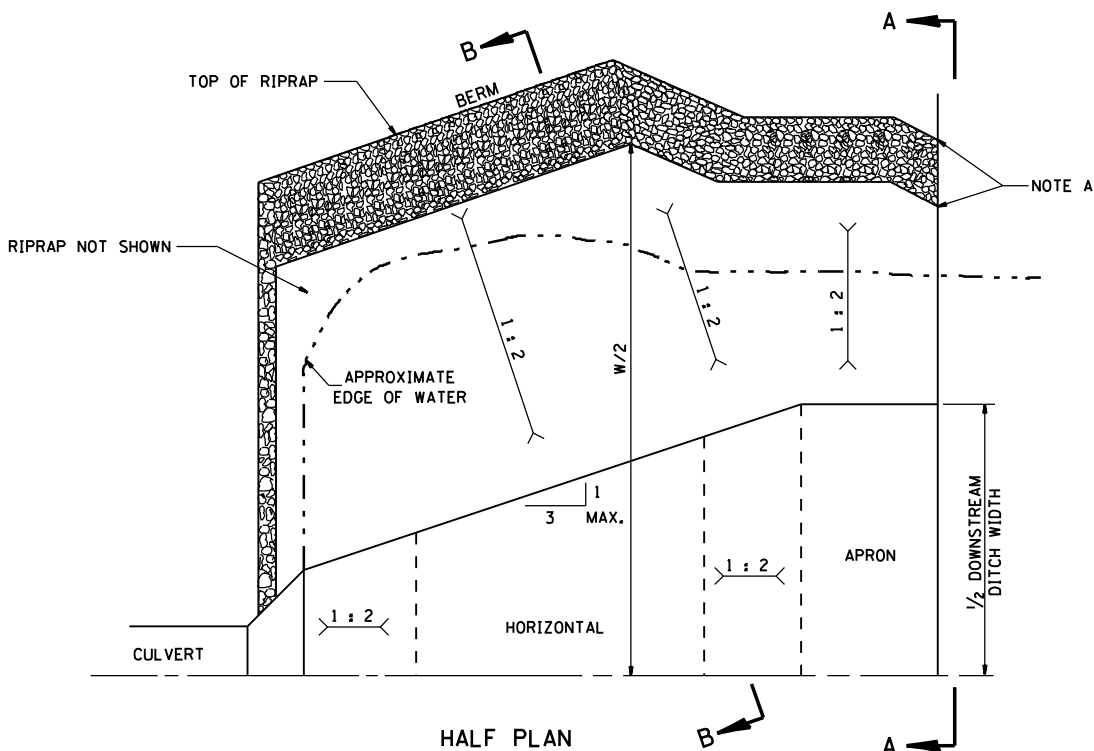 A
B
TOP OF RIPRAP
BERM
NOTE A
RIPRAP NOT SHOWN
1 : 2
1 : 2
1 : 2
W/2
APPROXIMATE
EDGE OF WATER
1
3
MAX.
½ DOWNSTREAM
DITCH WIDTH
APRON
1 : 2
1 : 2
HORIZONTAL
CULVERT
HALF PLAN
B
A